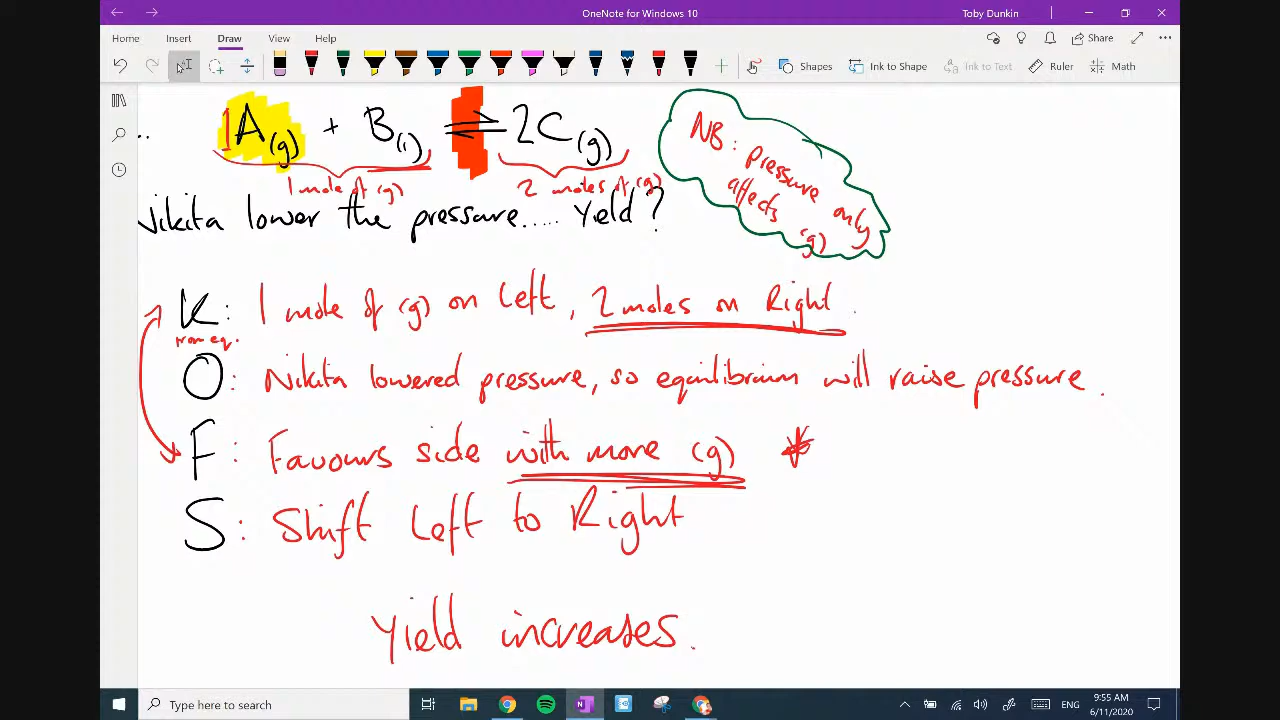 OneNote for Windows 10
Toby Dunkin
Home Insert Draw View Help
Share
Shapes Ink to Shape Ink to Text Ruler Math
.. 1A(g) + B(l) ⇌ 2C(g)
1 mole of (g) 2 moles of (g)
NB: pressure only
affects (g)
Nikita lower the pressure..... Yield?
K: 1 mole of (g) on Left, 2 moles on Right.
from eq.
O: Nikita lowered pressure, so equilibrium will raise pressure.
F: Favours side with more (g) *
S: Shift Left to Right
Yield increases.
Type here to search
ENG
9:55 AM
6/11/2020